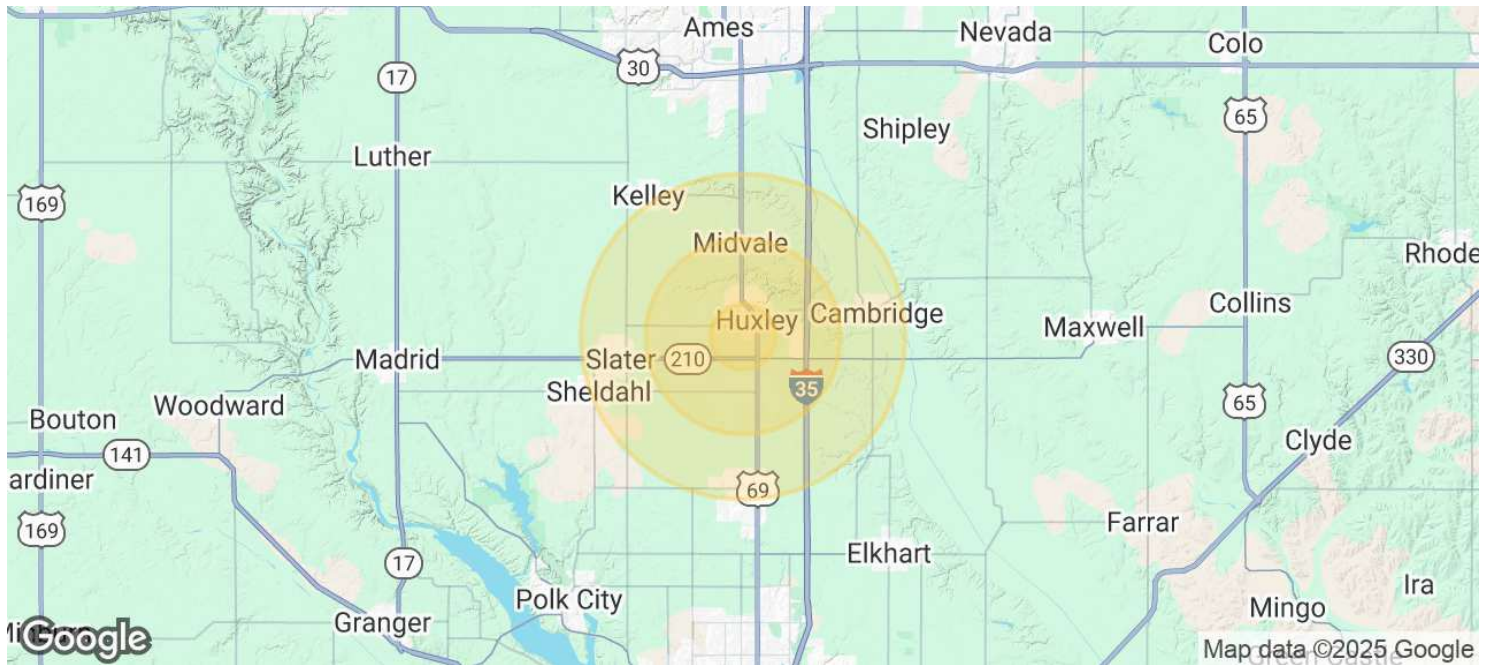 Ames
Nevada
Colo
30
17
65
Shipley
Luther
Kelley
169
Midvale
Rhode
Collins
Huxley
Cambridge
Maxwell
Madrid
Slater
210
330
Sheldahl
35
65
Woodward
Bouton
141
Clyde
ardiner
69
169
Farrar
17
Elkhart
Ira
Polk City
Mingo
Granger
Google
Map data ©2025 Google